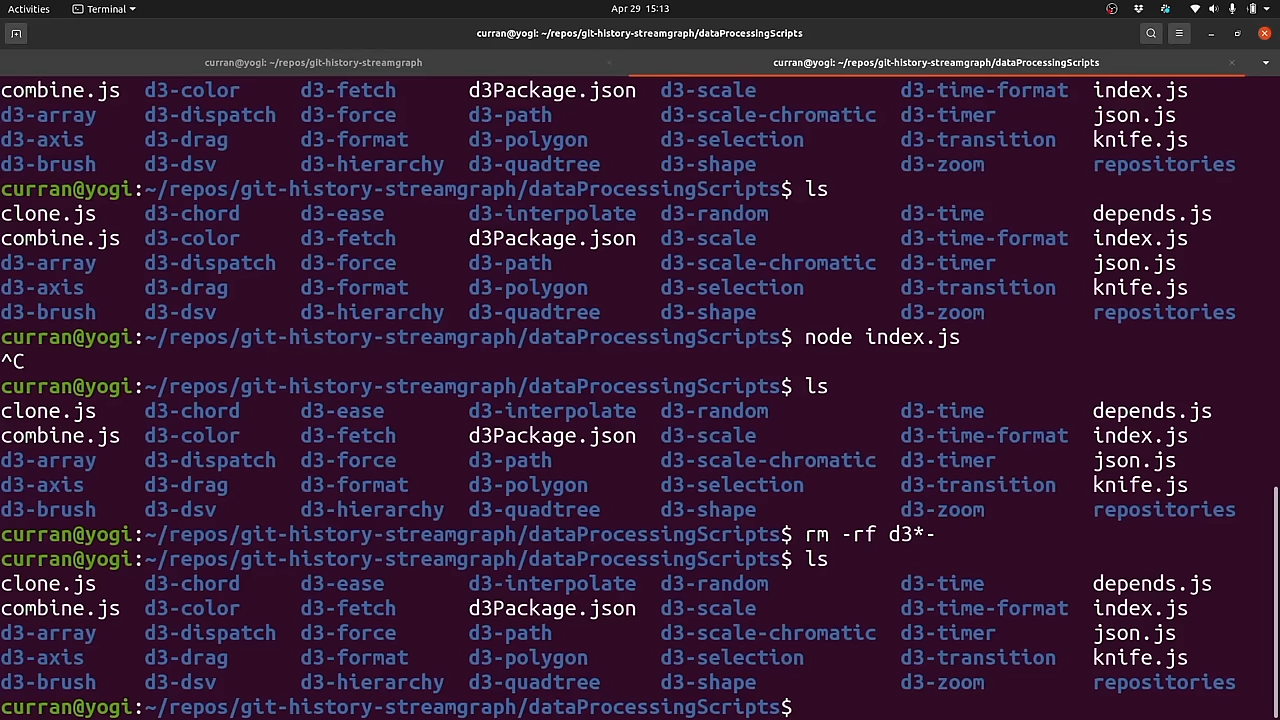 Activities Terminal Apr 29 15:13
curran@yogi: ~/repos/git-history-streamgraph/dataProcessingScripts
curran@yogi: ~/repos/git-history-streamgraph curran@yogi: ~/repos/git-history-streamgraph/dataProcessingScripts
combine.js d3-color d3-fetch d3Package.json d3-scale d3-time-format index.js
d3-array d3-dispatch d3-force d3-path d3-scale-chromatic d3-timer json.js
d3-axis d3-drag d3-format d3-polygon d3-selection d3-transition knife.js
d3-brush d3-dsv d3-hierarchy d3-quadtree d3-shape d3-zoom repositories
curran@yogi:~/repos/git-history-streamgraph/dataProcessingScripts$ ls
clone.js d3-chord d3-ease d3-interpolate d3-random d3-time depends.js
combine.js d3-color d3-fetch d3Package.json d3-scale d3-time-format index.js
d3-array d3-dispatch d3-force d3-path d3-scale-chromatic d3-timer json.js
d3-axis d3-drag d3-format d3-polygon d3-selection d3-transition knife.js
d3-brush d3-dsv d3-hierarchy d3-quadtree d3-shape d3-zoom repositories
curran@yogi:~/repos/git-history-streamgraph/dataProcessingScripts$ node index.js
^C
curran@yogi:~/repos/git-history-streamgraph/dataProcessingScripts$ ls
clone.js d3-chord d3-ease d3-interpolate d3-random d3-time depends.js
combine.js d3-color d3-fetch d3Package.json d3-scale d3-time-format index.js
d3-array d3-dispatch d3-force d3-path d3-scale-chromatic d3-timer json.js
d3-axis d3-drag d3-format d3-polygon d3-selection d3-transition knife.js
d3-brush d3-dsv d3-hierarchy d3-quadtree d3-shape d3-zoom repositories
curran@yogi:~/repos/git-history-streamgraph/dataProcessingScripts$ rm -rf d3*-
curran@yogi:~/repos/git-history-streamgraph/dataProcessingScripts$ ls
clone.js d3-chord d3-ease d3-interpolate d3-random d3-time depends.js
combine.js d3-color d3-fetch d3Package.json d3-scale d3-time-format index.js
d3-array d3-dispatch d3-force d3-path d3-scale-chromatic d3-timer json.js
d3-axis d3-drag d3-format d3-polygon d3-selection d3-transition knife.js
d3-brush d3-dsv d3-hierarchy d3-quadtree d3-shape d3-zoom repositories
curran@yogi:~/repos/git-history-streamgraph/dataProcessingScripts$